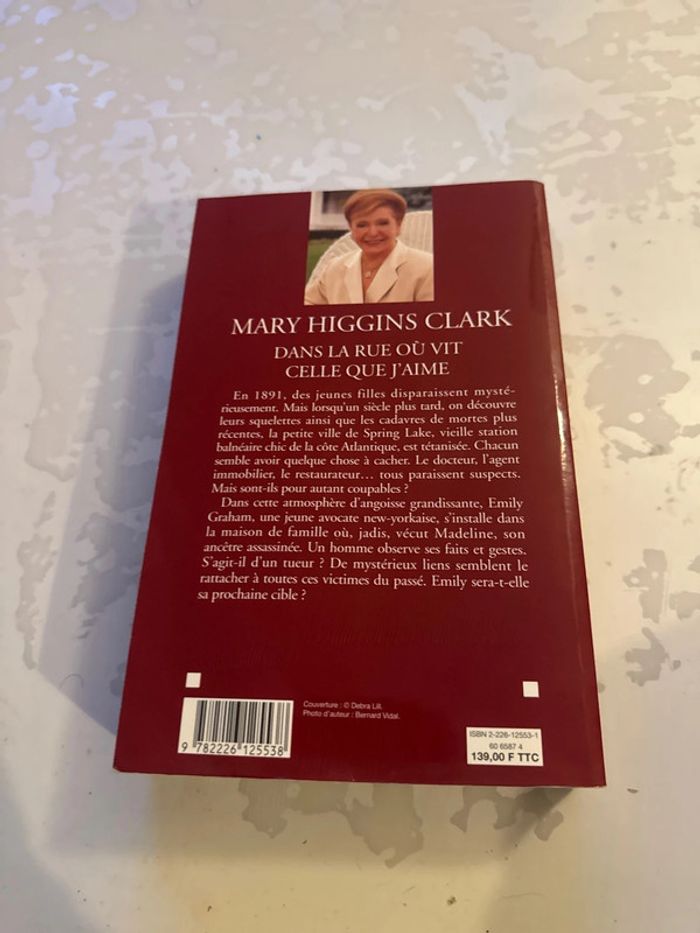 MARY HIGGINS CLARK
DANS LA RUE OÙ VIT
CELLE QUE J'AIME
En 1891, des jeunes filles disparaissent mysté-
rieusement. Mais lorsqu'un siècle plus tard, on découvre
leurs squelettes ainsi que les cadavres de mortes plus
récentes, la petite ville de Spring Lake, vieille station
balnéaire chic de la côte Atlantique, est tétanisée. Chacun
semble avoir quelque chose à cacher. Le docteur, l'agent
immobilier, le restaurateur... tous paraissent suspects.
Mais sont-ils pour autant coupables ?
Dans cette atmosphère d'angoisse grandissante, Emily
Graham, une jeune avocate new-yorkaise, s'installe dans
la maison de famille où, jadis, vécut Madeline, son
ancêtre assassinée. Un homme observe ses faits et gestes.
S'agit-il d'un tueur ? De mystérieux liens semblent le
rattacher à toutes ces victimes du passé. Emily sera-t-elle
sa prochaine cible ?
Couverture : © Debra Lill.
Photo d'auteur : Bernard Vidal.
9 782226 125538
ISBN 2-226-12553-1
60 6587 4
139,00 F TTC